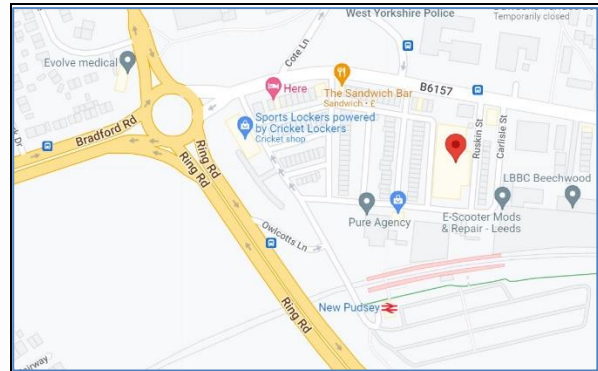 West Yorkshire Police
Temporarily closed
Evolve medical
Cote Ln
Here
The Sandwich Bar
Sandwich · £
B6157
Sports Lockers powered
by Cricket Lockers
Cricket shop
Bradford Rd
Ring Rd
Ring Rd
Ruskin St
Carlisle St
LBBC Beechwood
Owlcotts Ln
Pure Agency
E-Scooter Mods
& Repair - Leeds
Ring Rd
New Pudsey